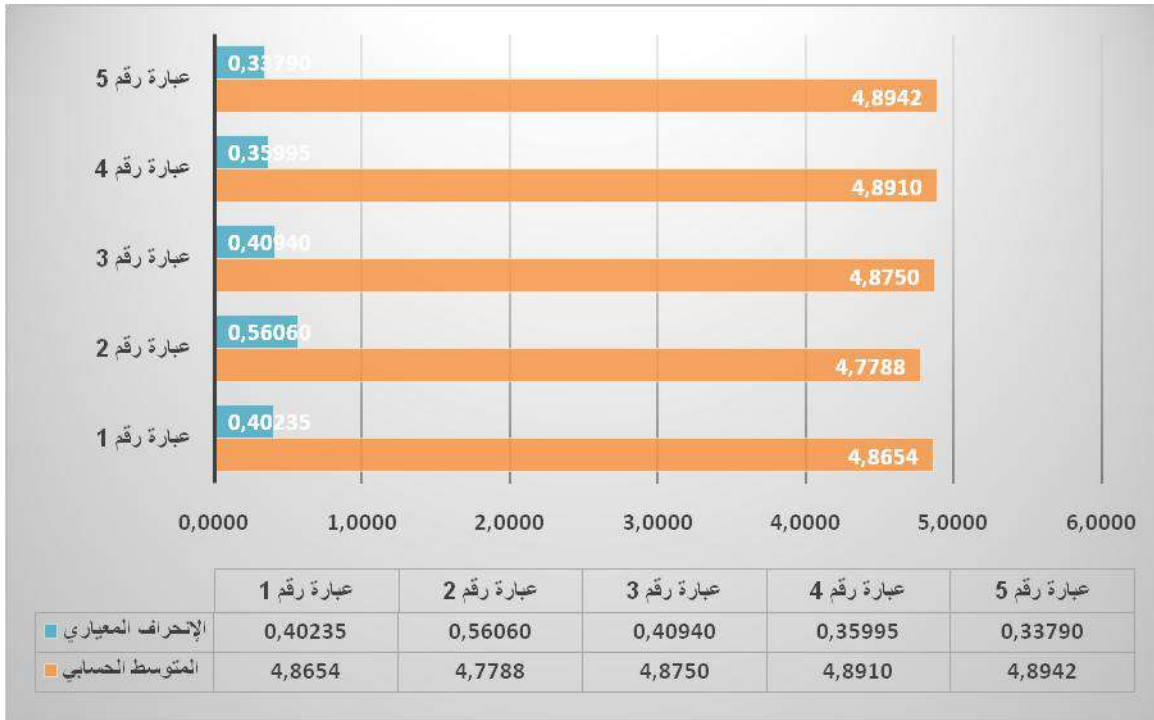 عبارة رقم 5
0,33790
4,8942
عبارة رقم 4
0,35995
4,8910
عبارة رقم 3
0,40940
4,8750
عبارة رقم 2
0,56060
4,7788
عبارة رقم 1
0,40235
4,8654
0,0000 1,0000 2,0000 3,0000 4,0000 5,0000 6,0000
عبارة رقم 1 عبارة رقم 2 عبارة رقم 3 عبارة رقم 4 عبارة رقم 5
الإنحراف المعياري 0,40235 0,56060 0,40940 0,35995 0,33790
المتوسط الحسابي 4,8654 4,7788 4,8750 4,8910 4,8942